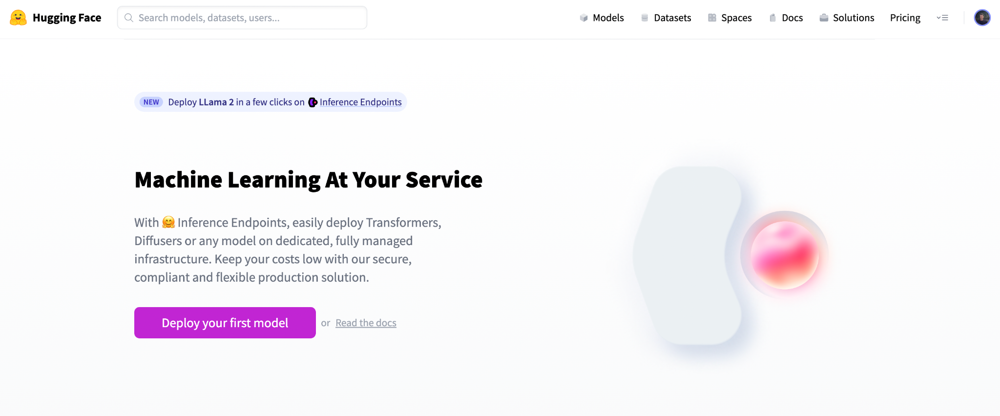 Hugging Face
Search models, datasets, users...
Models
Datasets
Spaces
Docs
Solutions
Pricing
NEW Deploy LLama 2 in a few clicks on Inference Endpoints
Machine Learning At Your Service
With 🤗 Inference Endpoints, easily deploy Transformers,
Diffusers or any model on dedicated, fully managed
infrastructure. Keep your costs low with our secure,
compliant and flexible production solution.
Deploy your first model or Read the docs